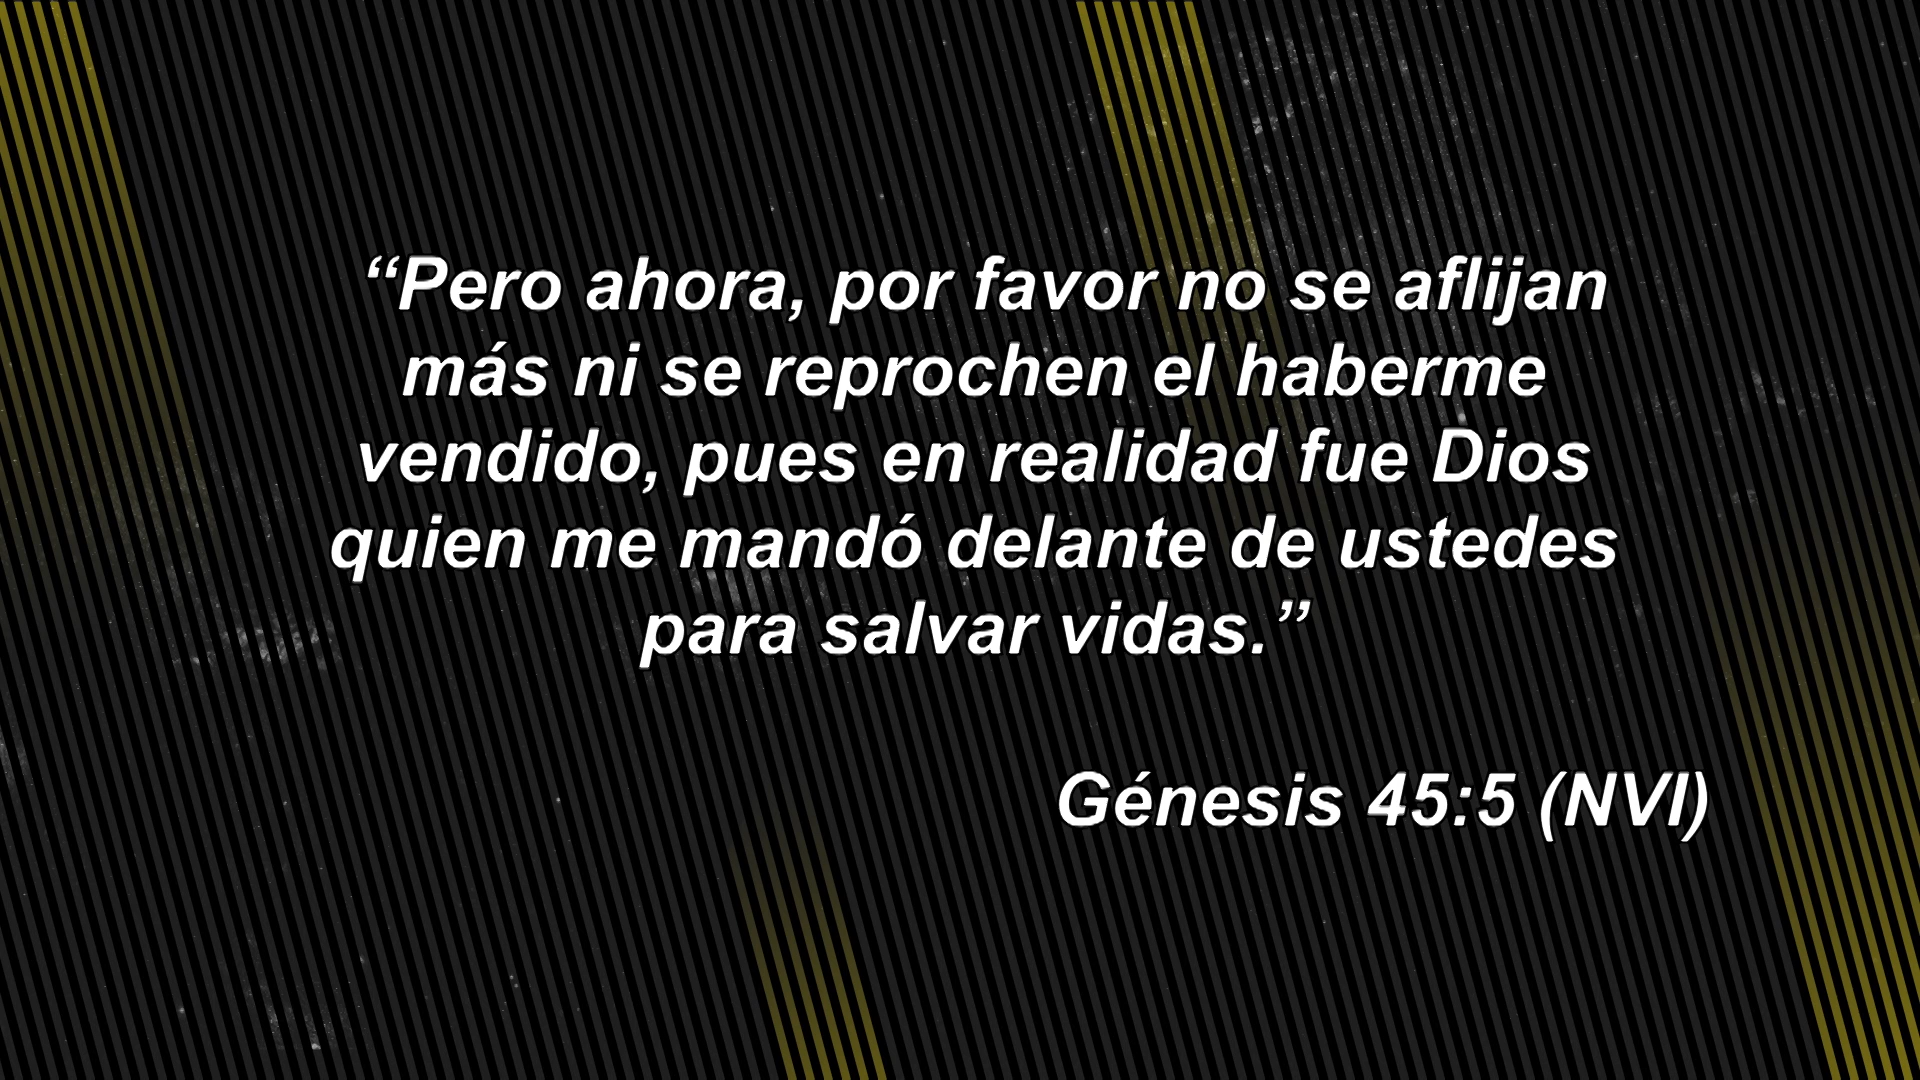 “Pero ahora, por favor no se aflijan
más ni se reprochen el haberme
vendido, pues en realidad fue Dios
quien me mandó delante de ustedes
para salvar vidas.”
Génesis 45:5 (NVI)